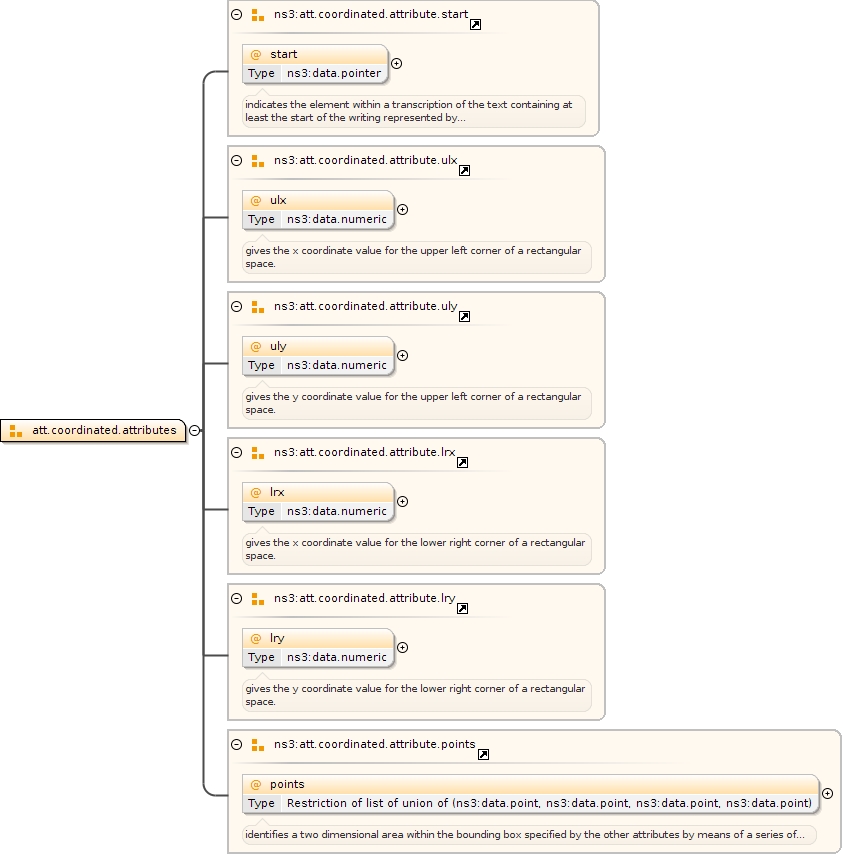 ns3:att.coordinated.attribute.start
@ start
Type ns3:data.pointer
indicates the element within a transcription of the text containing at
least the start of the writing represented by...
ns3:att.coordinated.attribute.ulx
@ ulx
Type ns3:data.numeric
gives the x coordinate value for the upper left corner of a rectangular
space.
ns3:att.coordinated.attribute.uly
@ uly
Type ns3:data.numeric
gives the y coordinate value for the upper left corner of a rectangular
space.
att.coordinated.attributes
ns3:att.coordinated.attribute.lrx
@ lrx
Type ns3:data.numeric
gives the x coordinate value for the lower right corner of a rectangular
space.
ns3:att.coordinated.attribute.lry
@ lry
Type ns3:data.numeric
gives the y coordinate value for the lower right corner of a rectangular
space.
ns3:att.coordinated.attribute.points
@ points
Type Restriction of list of union of (ns3:data.point, ns3:data.point, ns3:data.point, ns3:data.point)
identifies a two dimensional area within the bounding box specified by the other attributes by means of a series of...